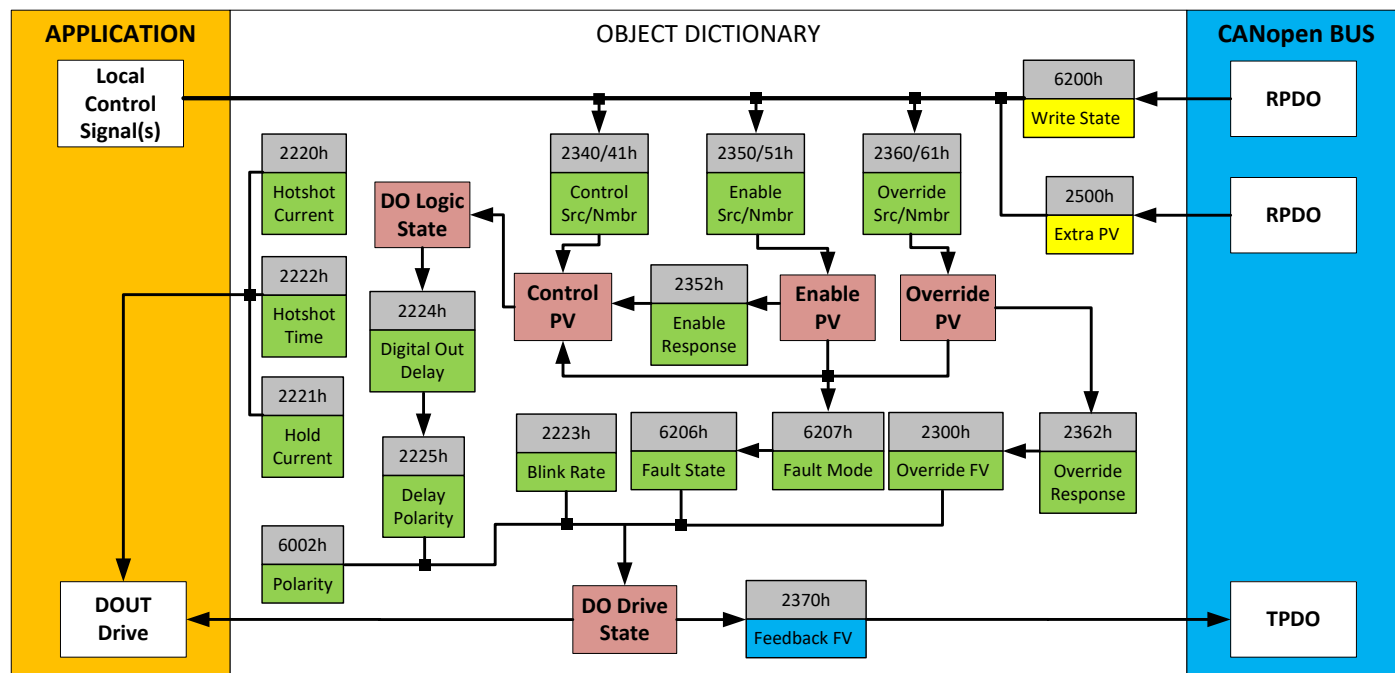 APPLICATION
OBJECT DICTIONARY
CANopen BUS
Local
Control
Signal(s)
6200h
Write State
RPDO
2220h
Hotshot
Current
2340/41h
Control
Src/Nmbr
2350/51h
Enable
Src/Nmbr
2360/61h
Override
Src/Nmbr
2500h
Extra PV
RPDO
DO Logic
State
2222h
Hotshot
Time
2224h
Digital Out
Delay
Control
PV
2352h
Enable
Response
Enable
PV
Override
PV
2221h
Hold
Current
2225h
Delay
Polarity
2223h
Blink Rate
6206h
Fault State
6207h
Fault Mode
2300h
Override FV
2362h
Override
Response
6002h
Polarity
DOUT
Drive
DO Drive
State
2370h
Feedback FV
TPDO